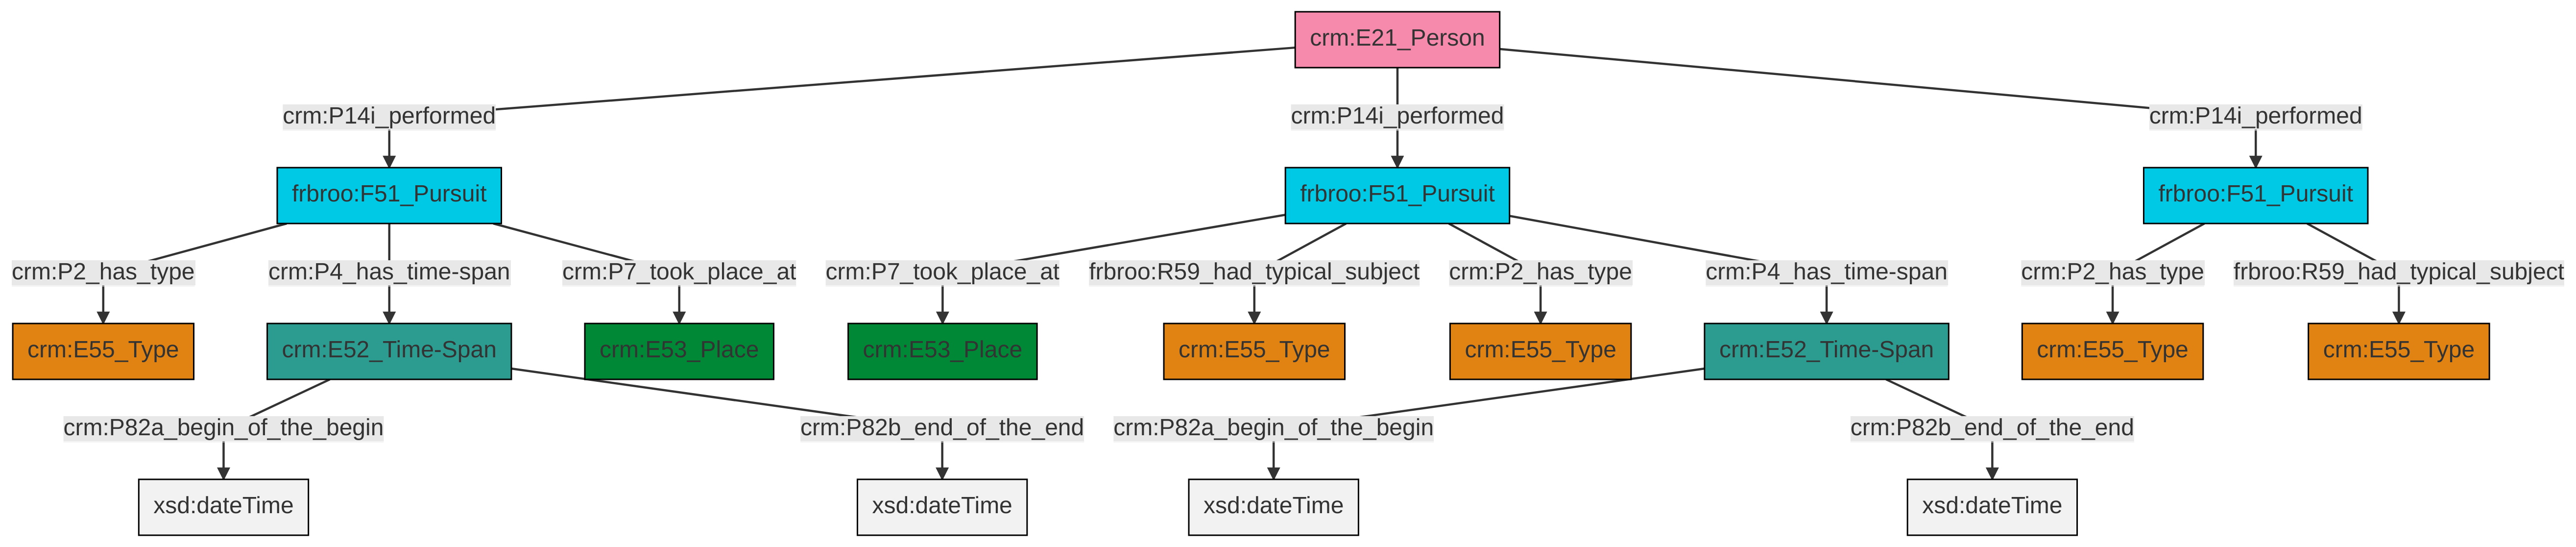 crm:E21_Person
crm:P14i_performed crm:P14i_performed crm:P14i_performed
frbroo:F51_Pursuit frbroo:F51_Pursuit frbroo:F51_Pursuit
crm:P2_has_type crm:P4_has_time-span crm:P7_took_place_at crm:P7_took_place_at frbroo:R59_had_typical_subject crm:P2_has_type crm:P4_has_time-span crm:P2_has_type frbroo:R59_had_typical_subject
crm:E55_Type crm:E52_Time-Span crm:E53_Place crm:E53_Place crm:E55_Type crm:E55_Type crm:E52_Time-Span crm:E55_Type crm:E55_Type
crm:P82a_begin_of_the_begin crm:P82b_end_of_the_end crm:P82a_begin_of_the_begin crm:P82b_end_of_the_end
xsd:dateTime xsd:dateTime xsd:dateTime xsd:dateTime